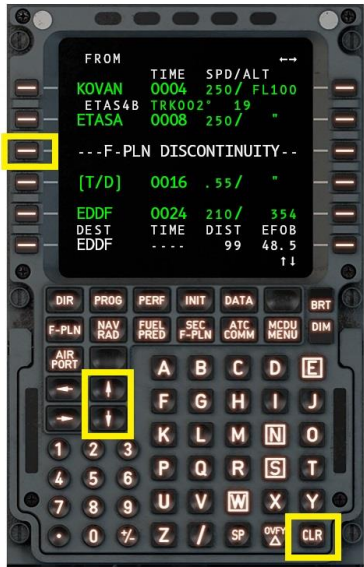 FROM ←→
TIME SPD/ALT
KOVAN 0004 250/ FL100
ETAS4B TRK002° 19
ETASA 0008 250/ "
---F-PLN DISCONTINUITY--
[T/D] 0016 .55/ "
EDDF 0024 210/ 354
DEST TIME DIST EFOB
EDDF ---- 99 48.5
↑↓
DIR PROG PERF INIT DATA BRT
F-PLN NAV RAD FUEL PRED SEC F-PLN ATC COMM MCDU MENU DIM
AIR PORT
A B C D E
← ↑ F G H I J
→ ↓ K L M N O
1 2 3 P Q R S T
4 5 6 U V W X Y
7 8 9 Z / SP OVFY Δ CLR
. 0 +/-